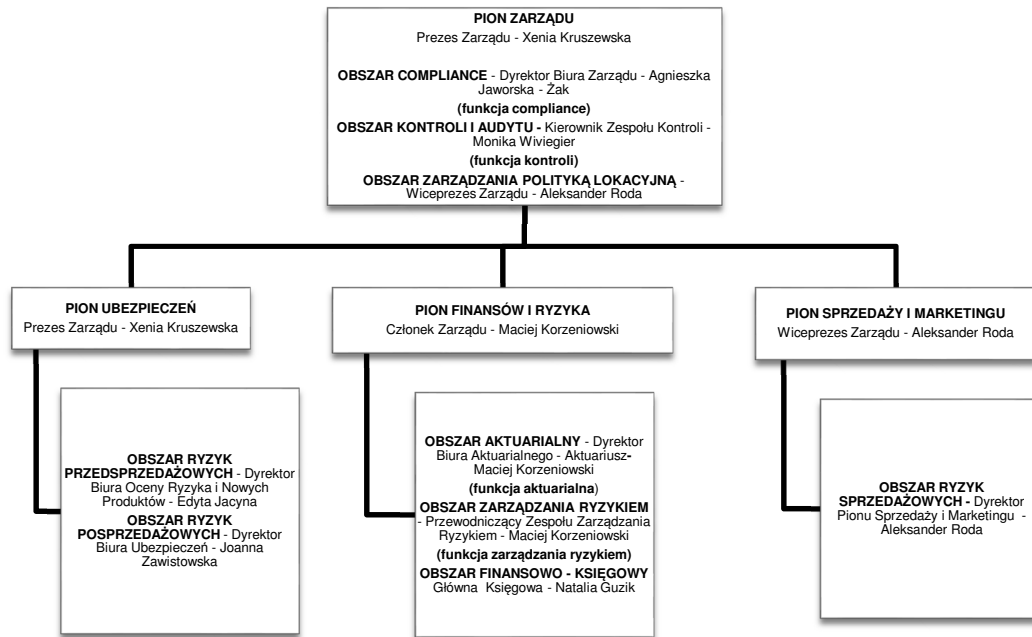 PION ZARZĄDU
Prezes Zarządu - Xenia Kruszewska
OBSZAR COMPLIANCE - Dyrektor Biura Zarządu - Agnieszka
Jaworska - Żak
(funkcja compliance)
OBSZAR KONTROLI I AUDYTU - Kierownik Zespołu Kontroli -
Monika Wiviegier
(funkcja kontroli)
OBSZAR ZARZĄDZANIA POLITYKĄ LOKACYJNĄ -
Wiceprezes Zarządu - Aleksander Roda
PION UBEZPIECZEŃ
Prezes Zarządu - Xenia Kruszewska
PION FINANSÓW I RYZYKA
Członek Zarządu - Maciej Korzeniowski
PION SPRZEDAŻY I MARKETINGU
Wiceprezes Zarządu - Aleksander Roda
OBSZAR RYZYK
PRZEDSPRZEDAŻOWYCH - Dyrektor
Biura Oceny Ryzyka i Nowych
Produktów - Edyta Jacyna
OBSZAR RYZYK
POSPRZEDAŻOWYCH - Dyrektor
Biura Ubezpieczeń - Joanna
Zawistowska
OBSZAR AKTUARIALNY - Dyrektor
Biura Aktuarialnego - Aktuariusz-
Maciej Korzeniowski
(funkcja aktuarialna)
OBSZAR ZARZĄDZANIA RYZYKIEM
- Przewodniczący Zespołu Zarządzania
Ryzykiem - Maciej Korzeniowski
(funkcja zarządzania ryzykiem)
OBSZAR FINANSOWO - KSIĘGOWY
Główna Księgowa - Natalia Guzik
OBSZAR RYZYK
SPRZEDAŻOWYCH - Dyrektor
Pionu Sprzedaży i Marketingu -
Aleksander Roda